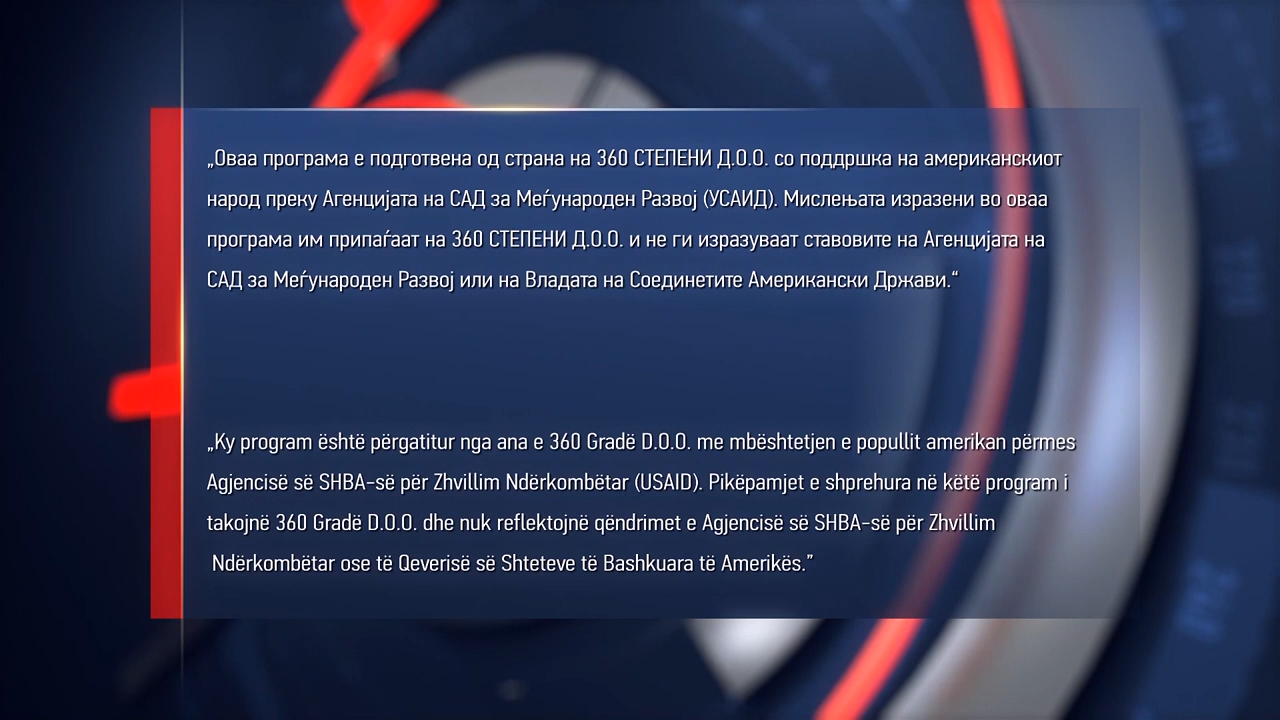 „Оваа програма е подготвена од страна на 360 СТЕПЕНИ Д.О.О. со поддршка на американскиот
народ преку Агенцијата на САД за Меѓународен Развој (УСАИД). Мислењата изразени во оваа
програма им припаѓаат на 360 СТЕПЕНИ Д.О.О. и не ги изразуваат ставовите на Агенцијата на
САД за Меѓународен Развој или на Владата на Соединетите Американски Држави.“
„Ky program është përgatitur nga ana e 360 Gradë D.O.O. me mbështetjen e popullit amerikan përmes
Agjencisë së SHBA-së për Zhvillim Ndërkombëtar (USAID). Pikëpamjet e shprehura në këtë program i
takojnë 360 Gradë D.O.O. dhe nuk reflektojnë qëndrimet e Agjencisë së SHBA-së për Zhvillim
Ndërkombëtar ose të Qeverisë së Shteteve të Bashkuara të Amerikës.”